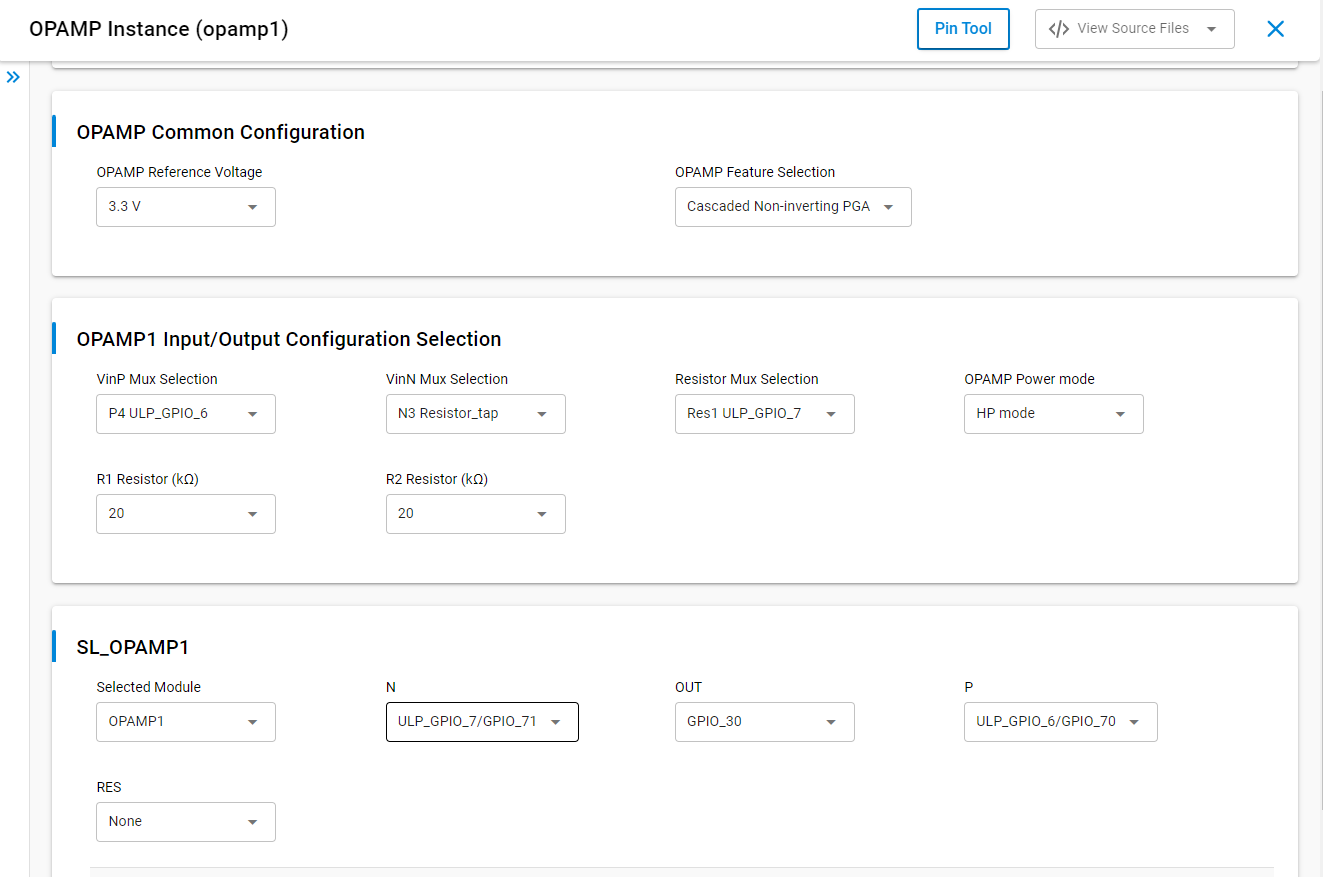 OPAMP Instance (opamp1)
Pin Tool
View Source Files
OPAMP Common Configuration
OPAMP Reference Voltage
OPAMP Feature Selection
3.3 V
Cascaded Non-inverting PGA
OPAMP1 Input/Output Configuration Selection
VinP Mux Selection
VinN Mux Selection
Resistor Mux Selection
OPAMP Power mode
P4 ULP_GPIO_6
N3 Resistor_tap
Res1 ULP_GPIO_7
HP mode
R1 Resistor (kΩ)
R2 Resistor (kΩ)
20
20
SL_OPAMP1
Selected Module
N
OUT
P
OPAMP1
ULP_GPIO_7/GPIO_71
GPIO_30
ULP_GPIO_6/GPIO_70
RES
None